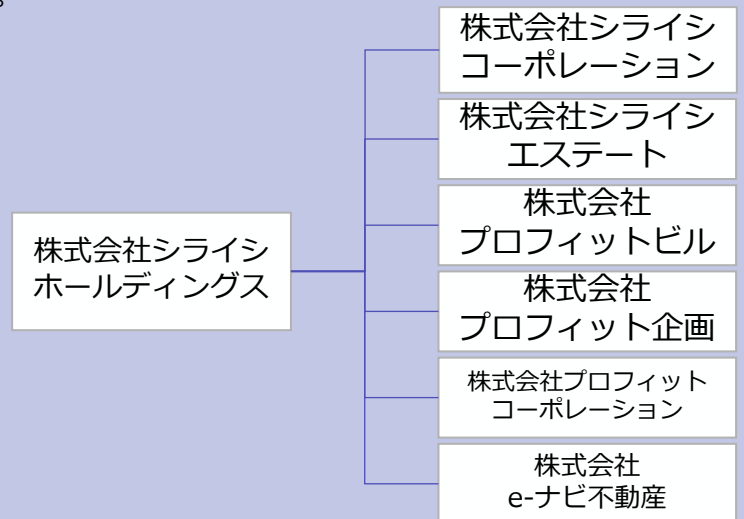 。
株式会社シライシ
ホールディングス
株式会社シライシ
コーポレーション
株式会社シライシ
エステート
株式会社
プロフィットビル
株式会社
プロフィット企画
株式会社プロフィット
コーポレーション
株式会社
e-ナビ不動産